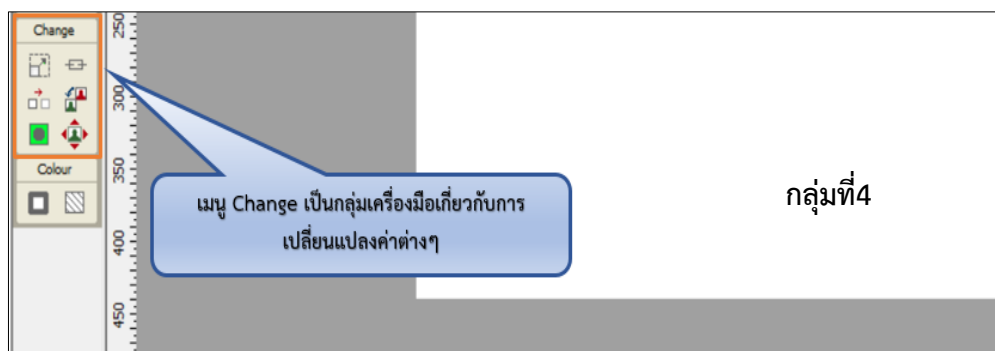 Change
Colour
250
300
350
400
450
เมนู Change เป็นกลุ่มเครื่องมือเกี่ยวกับการ
เปลี่ยนแปลงค่าต่างๆ
กลุ่มที่4